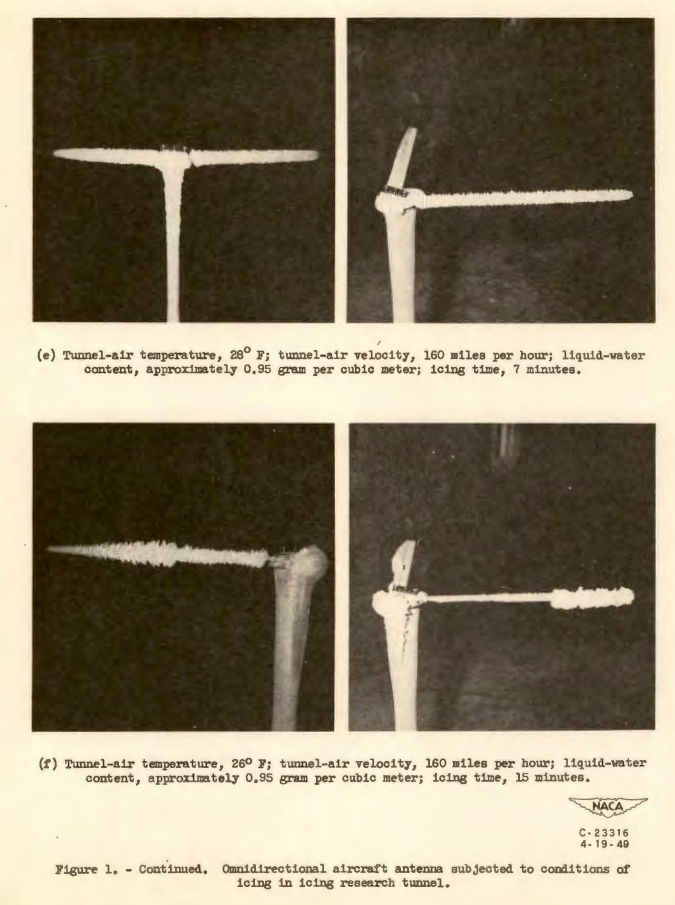 (e) Tunnel-air temperature, 28° F; tunnel-air velocity, 160 miles per hour; liquid-water
content, approximately 0.95 gram per cubic meter; icing time, 7 minutes.
(f) Tunnel-air temperature, 26° F; tunnel-air velocity, 160 miles per hour; liquid-water
content, approximately 0.95 gram per cubic meter; icing time, 15 minutes.
NACA
C-23316
4-19-49
Figure 1. - Continued. Omnidirectional aircraft antenna subjected to conditions of
icing in icing research tunnel.